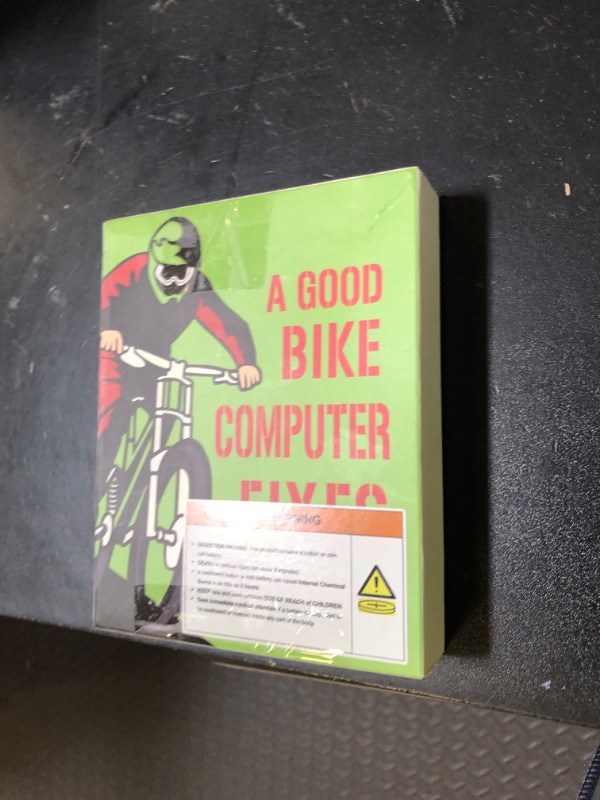 A GOOD
BIKE
COMPUTER
FIXES
WARNING
INGESTION HAZARD: This product contains a button or coin
cell battery.
DEATH or serious injury can occur if ingested.
A swallowed button or coin battery can cause Internal Chemical
Burns in as little as 2 hours.
KEEP new and used batteries OUT OF REACH of CHILDREN
Seek immediate medical attention if a battery is suspected to
be swallowed or inserted inside any part of the body.